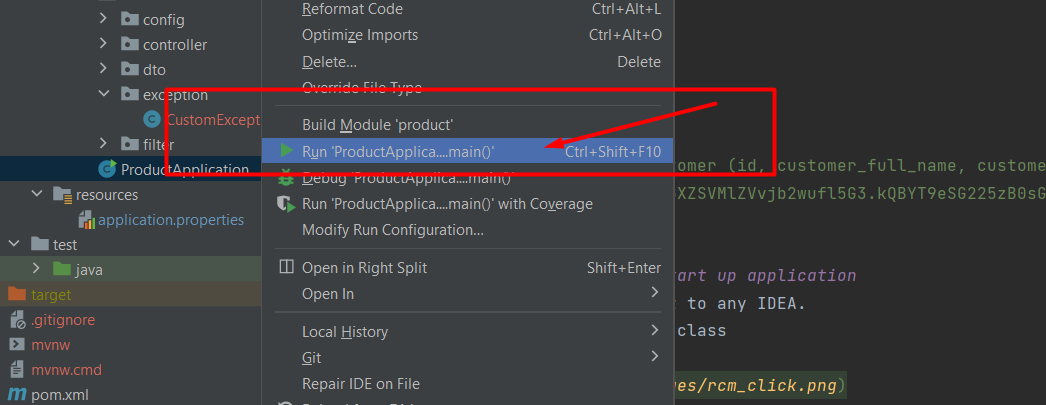 config
controller
dto
exception
CustomExcept
filter
ProductApplication
resources
application.properties
test
java
target
.gitignore
mvnw
mvnw.cmd
pom.xml
Reformat Code Ctrl+Alt+L
Optimize Imports Ctrl+Alt+O
Delete... Delete
Override File Type
Build Module 'product'
Run 'ProductApplica....main()' Ctrl+Shift+F10
Debug 'ProductApplica....main()'
Run 'ProductApplica....main()' with Coverage
Modify Run Configuration...
Open in Right Split Shift+Enter
Open In
Local History
Git
Repair IDE on File
tomer (id, customer_full_name, custome
XZSVMlZVvjb2wufl5G3.kQBYT9eSG225zB0sG
art up application
to any IDEA.
class
es/rcm_click.png)